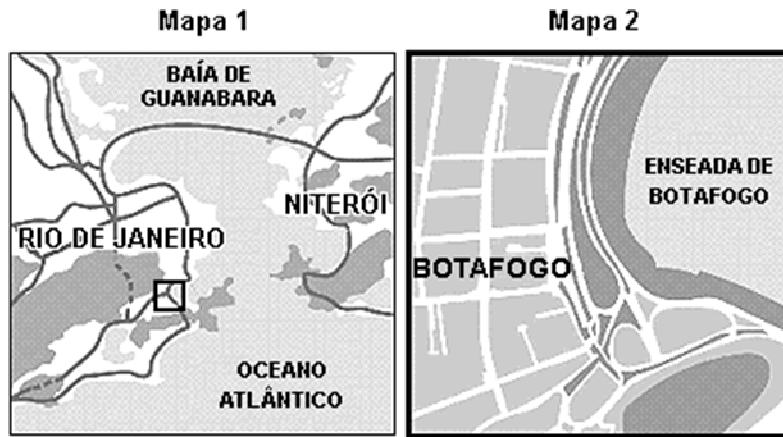 Mapa 1
Mapa 2
BAÍA DE
GUANABARA
NITERÓI
RIO DE JANEIRO
OCEANO
ATLÂNTICO
ENSEADA DE
BOTAFOGO
BOTAFOGO